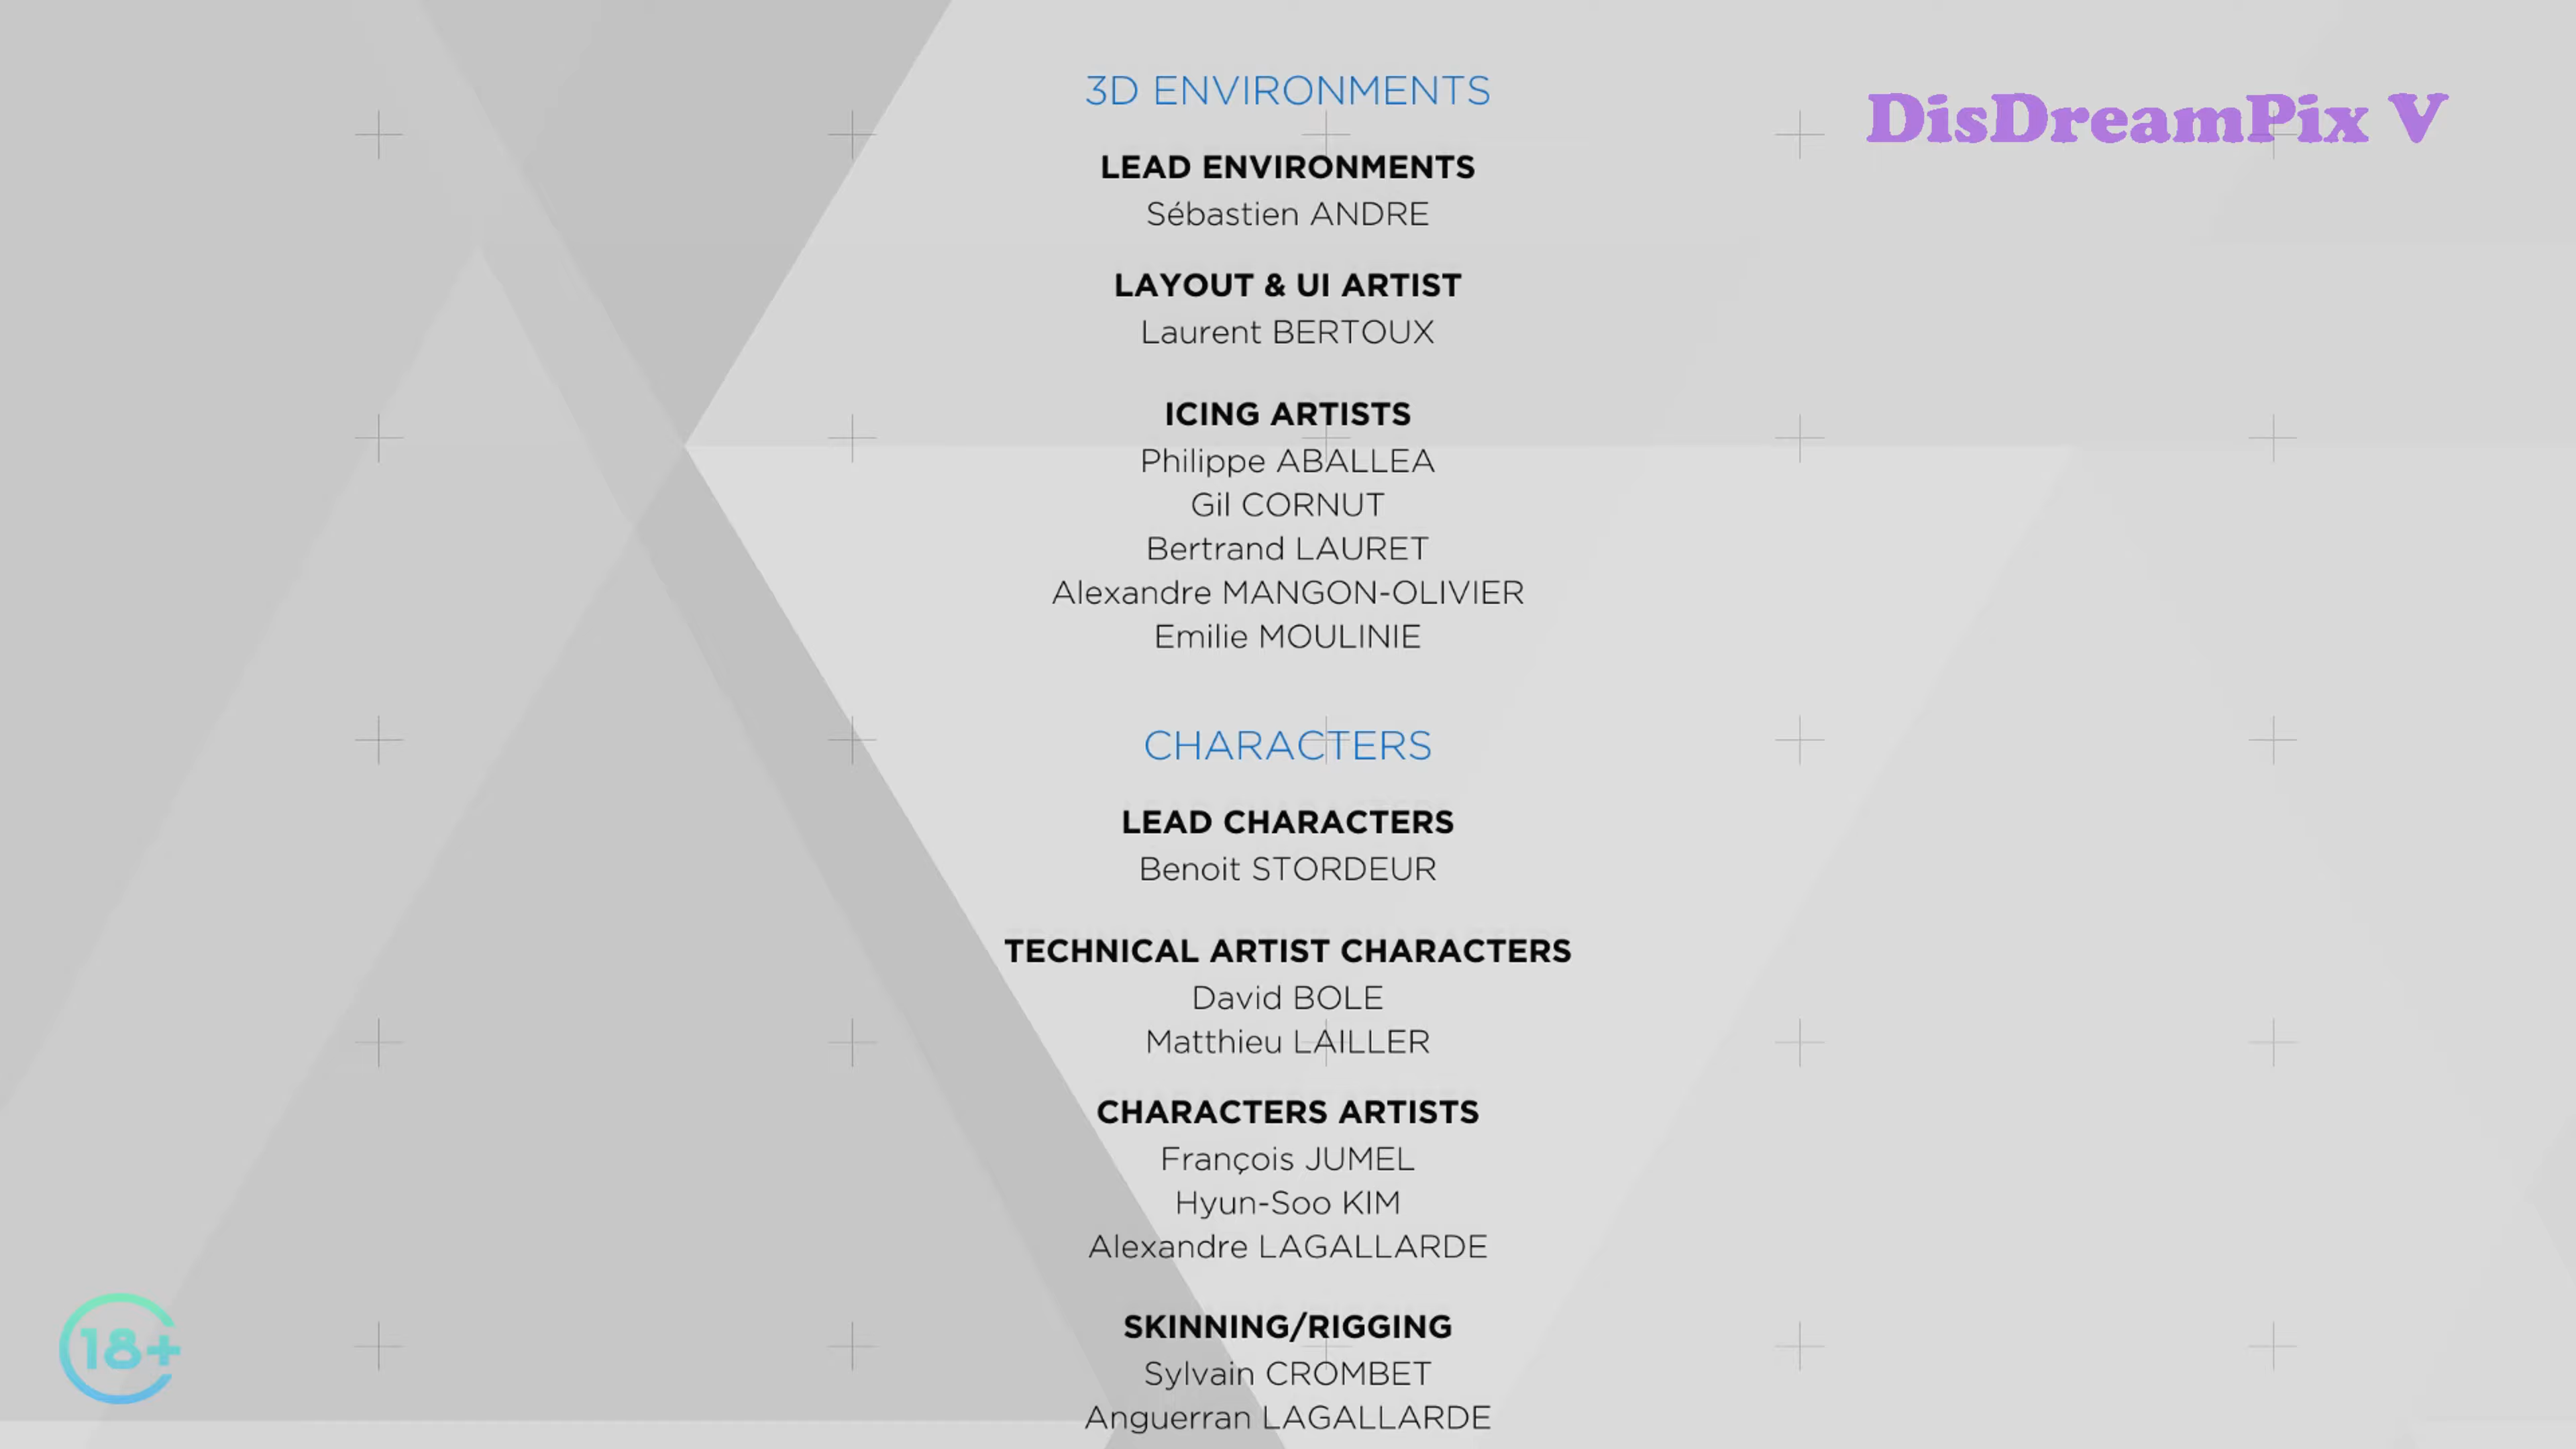 3D ENVIRONMENTS
DisDreamPix V
LEAD ENVIRONMENTS
Sébastien ANDRE
LAYOUT & UI ARTIST
Laurent BERTOUX
ICING ARTISTS
Philippe ABALLEA
Gil CORNUT
Bertrand LAURET
Alexandre MANGON-OLIVIER
Emilie MOULINIE
CHARACTERS
LEAD CHARACTERS
Benoit STORDEUR
TECHNICAL ARTIST CHARACTERS
David BOLE
Matthieu LAILLER
CHARACTERS ARTISTS
François JUMEL
Hyun-Soo KIM
Alexandre LAGALLARDE
SKINNING/RIGGING
Sylvain CROMBET
Anguerran LAGALLARDE
18+